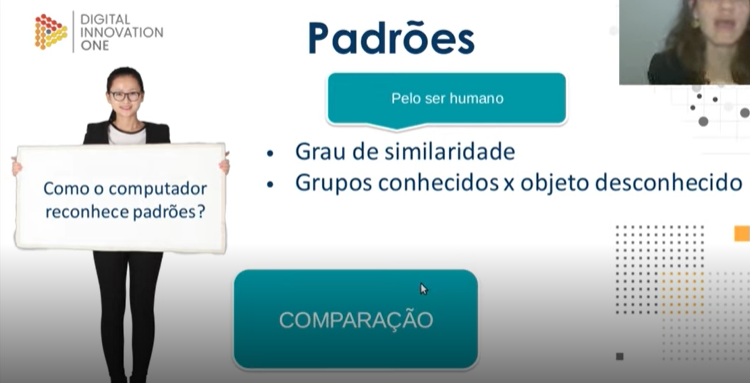 DIGITAL
INNOVATION
ONE
Padrões
Pelo ser humano
• Grau de similaridade
• Grupos conhecidos x objeto desconhecido
Como o computador
reconhece padrões?
COMPARAÇÃO